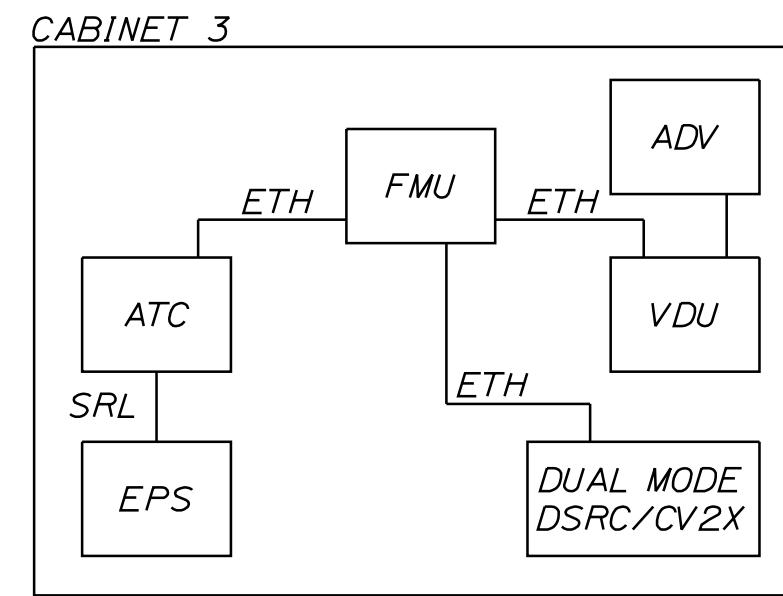 CABINET 3
ADV
FMU
ETH
ETH
ATC
VDU
ETH
SRL
EPS
DUAL MODE
DSRC/CV2X